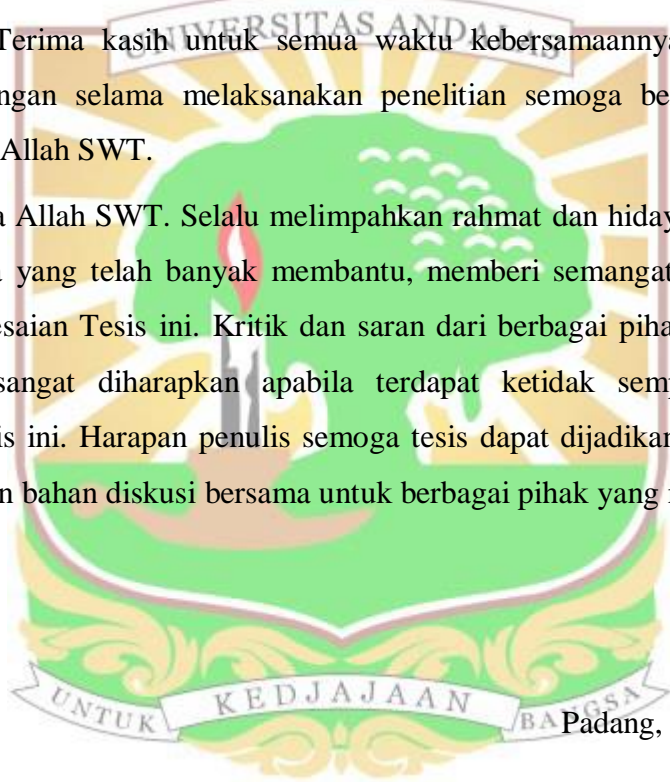 UNIVERSITAS ANDALAS
Terima kasih untuk semua waktu kebersamaannya
ngan selama melaksanakan penelitian semoga be
Allah SWT.
a Allah SWT. Selalu melimpahkan rahmat dan hiday
yang telah banyak membantu, memberi semangat
esaian Tesis ini. Kritik dan saran dari berbagai piha
sangat diharapkan apabila terdapat ketidak semp
is ini. Harapan penulis semoga tesis dapat dijadikan
n bahan diskusi bersama untuk berbagai pihak yang
UNTUK KEDJAJAAN BANGSA
Padang,